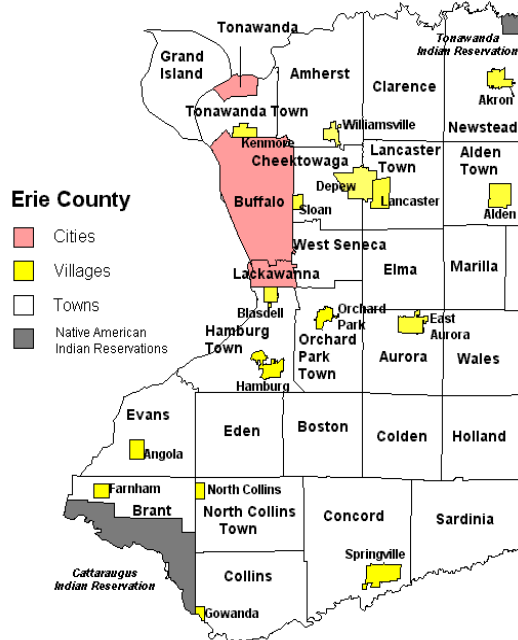 Tonawanda
Tonawanda
Indian Reservation
Grand
Island
Amherst
Clarence
Akron
Tonawanda Town
Williamsville
Newstead
Kenmore
Cheektowaga
Lancaster
Town
Alden
Town
Depew
Erie County
Buffalo
Sloan
Lancaster
Alden
Cities
West Seneca
Villages
Lackawanna
Elma
Marilla
Towns
Blasdell
Orchard
Park
East
Aurora
Native American
Indian Reservations
Hamburg
Town
Orchard
Park
Town
Aurora
Wales
Hamburg
Evans
Eden
Boston
Colden
Holland
Angola
Farnham
North Collins
Brant
North Collins
Town
Concord
Sardinia
Springville
Cattaraugus
Indian Reservation
Collins
Gowanda